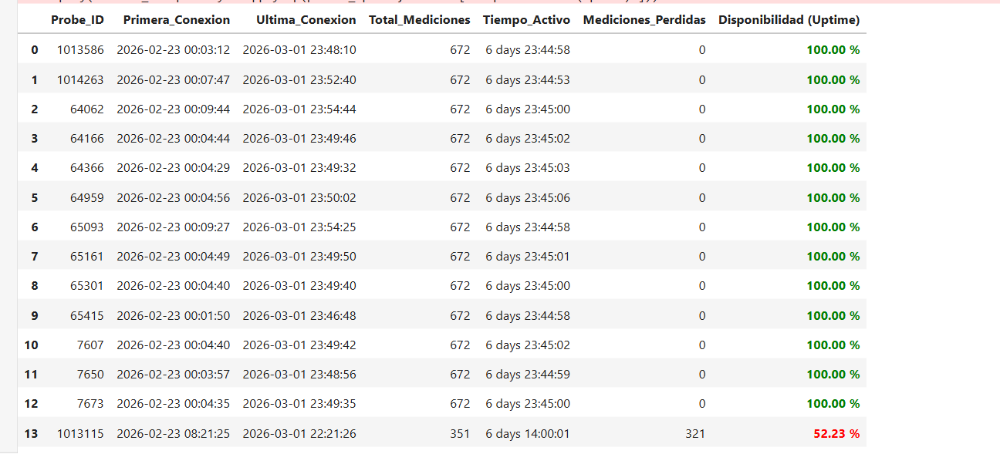 Probe_ID Primera_Conexion Ultima_Conexion Total_Mediciones Tiempo_Activo Mediciones_Perdidas Disponibilidad (Uptime)
0 1013586 2026-02-23 00:03:12 2026-03-01 23:48:10 672 6 days 23:44:58 0 100.00 %
1 1014263 2026-02-23 00:07:47 2026-03-01 23:52:40 672 6 days 23:44:53 0 100.00 %
2 64062 2026-02-23 00:09:44 2026-03-01 23:54:44 672 6 days 23:45:00 0 100.00 %
3 64166 2026-02-23 00:04:44 2026-03-01 23:49:46 672 6 days 23:45:02 0 100.00 %
4 64366 2026-02-23 00:04:29 2026-03-01 23:49:32 672 6 days 23:45:03 0 100.00 %
5 64959 2026-02-23 00:04:56 2026-03-01 23:50:02 672 6 days 23:45:06 0 100.00 %
6 65093 2026-02-23 00:09:27 2026-03-01 23:54:25 672 6 days 23:44:58 0 100.00 %
7 65161 2026-02-23 00:04:49 2026-03-01 23:49:50 672 6 days 23:45:01 0 100.00 %
8 65301 2026-02-23 00:04:40 2026-03-01 23:49:40 672 6 days 23:45:00 0 100.00 %
9 65415 2026-02-23 00:01:50 2026-03-01 23:46:48 672 6 days 23:44:58 0 100.00 %
10 7607 2026-02-23 00:04:40 2026-03-01 23:49:42 672 6 days 23:45:02 0 100.00 %
11 7650 2026-02-23 00:03:57 2026-03-01 23:48:56 672 6 days 23:44:59 0 100.00 %
12 7673 2026-02-23 00:04:35 2026-03-01 23:49:35 672 6 days 23:45:00 0 100.00 %
13 1013115 2026-02-23 08:21:25 2026-03-01 22:21:26 351 6 days 14:00:01 321 52.23 %